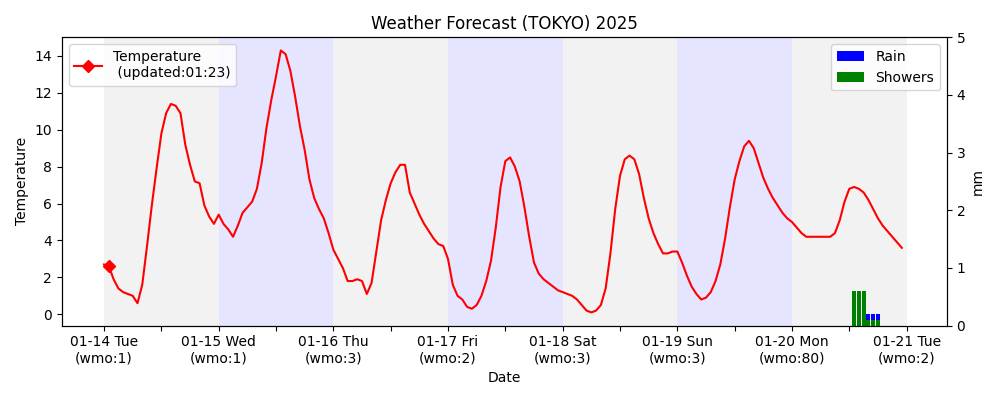 Weather Forecast (TOKYO) 2025
Temperature
(updated:01:23)
Rain
Showers
14
12
10
8
6
4
2
0
Temperature
5
4
3
2
1
0
mm
01-14 Tue
(wmo:1)
01-15 Wed
(wmo:1)
01-16 Thu
(wmo:3)
01-17 Fri
(wmo:2)
01-18 Sat
(wmo:3)
01-19 Sun
(wmo:3)
01-20 Mon
(wmo:80)
01-21 Tue
(wmo:2)
Date